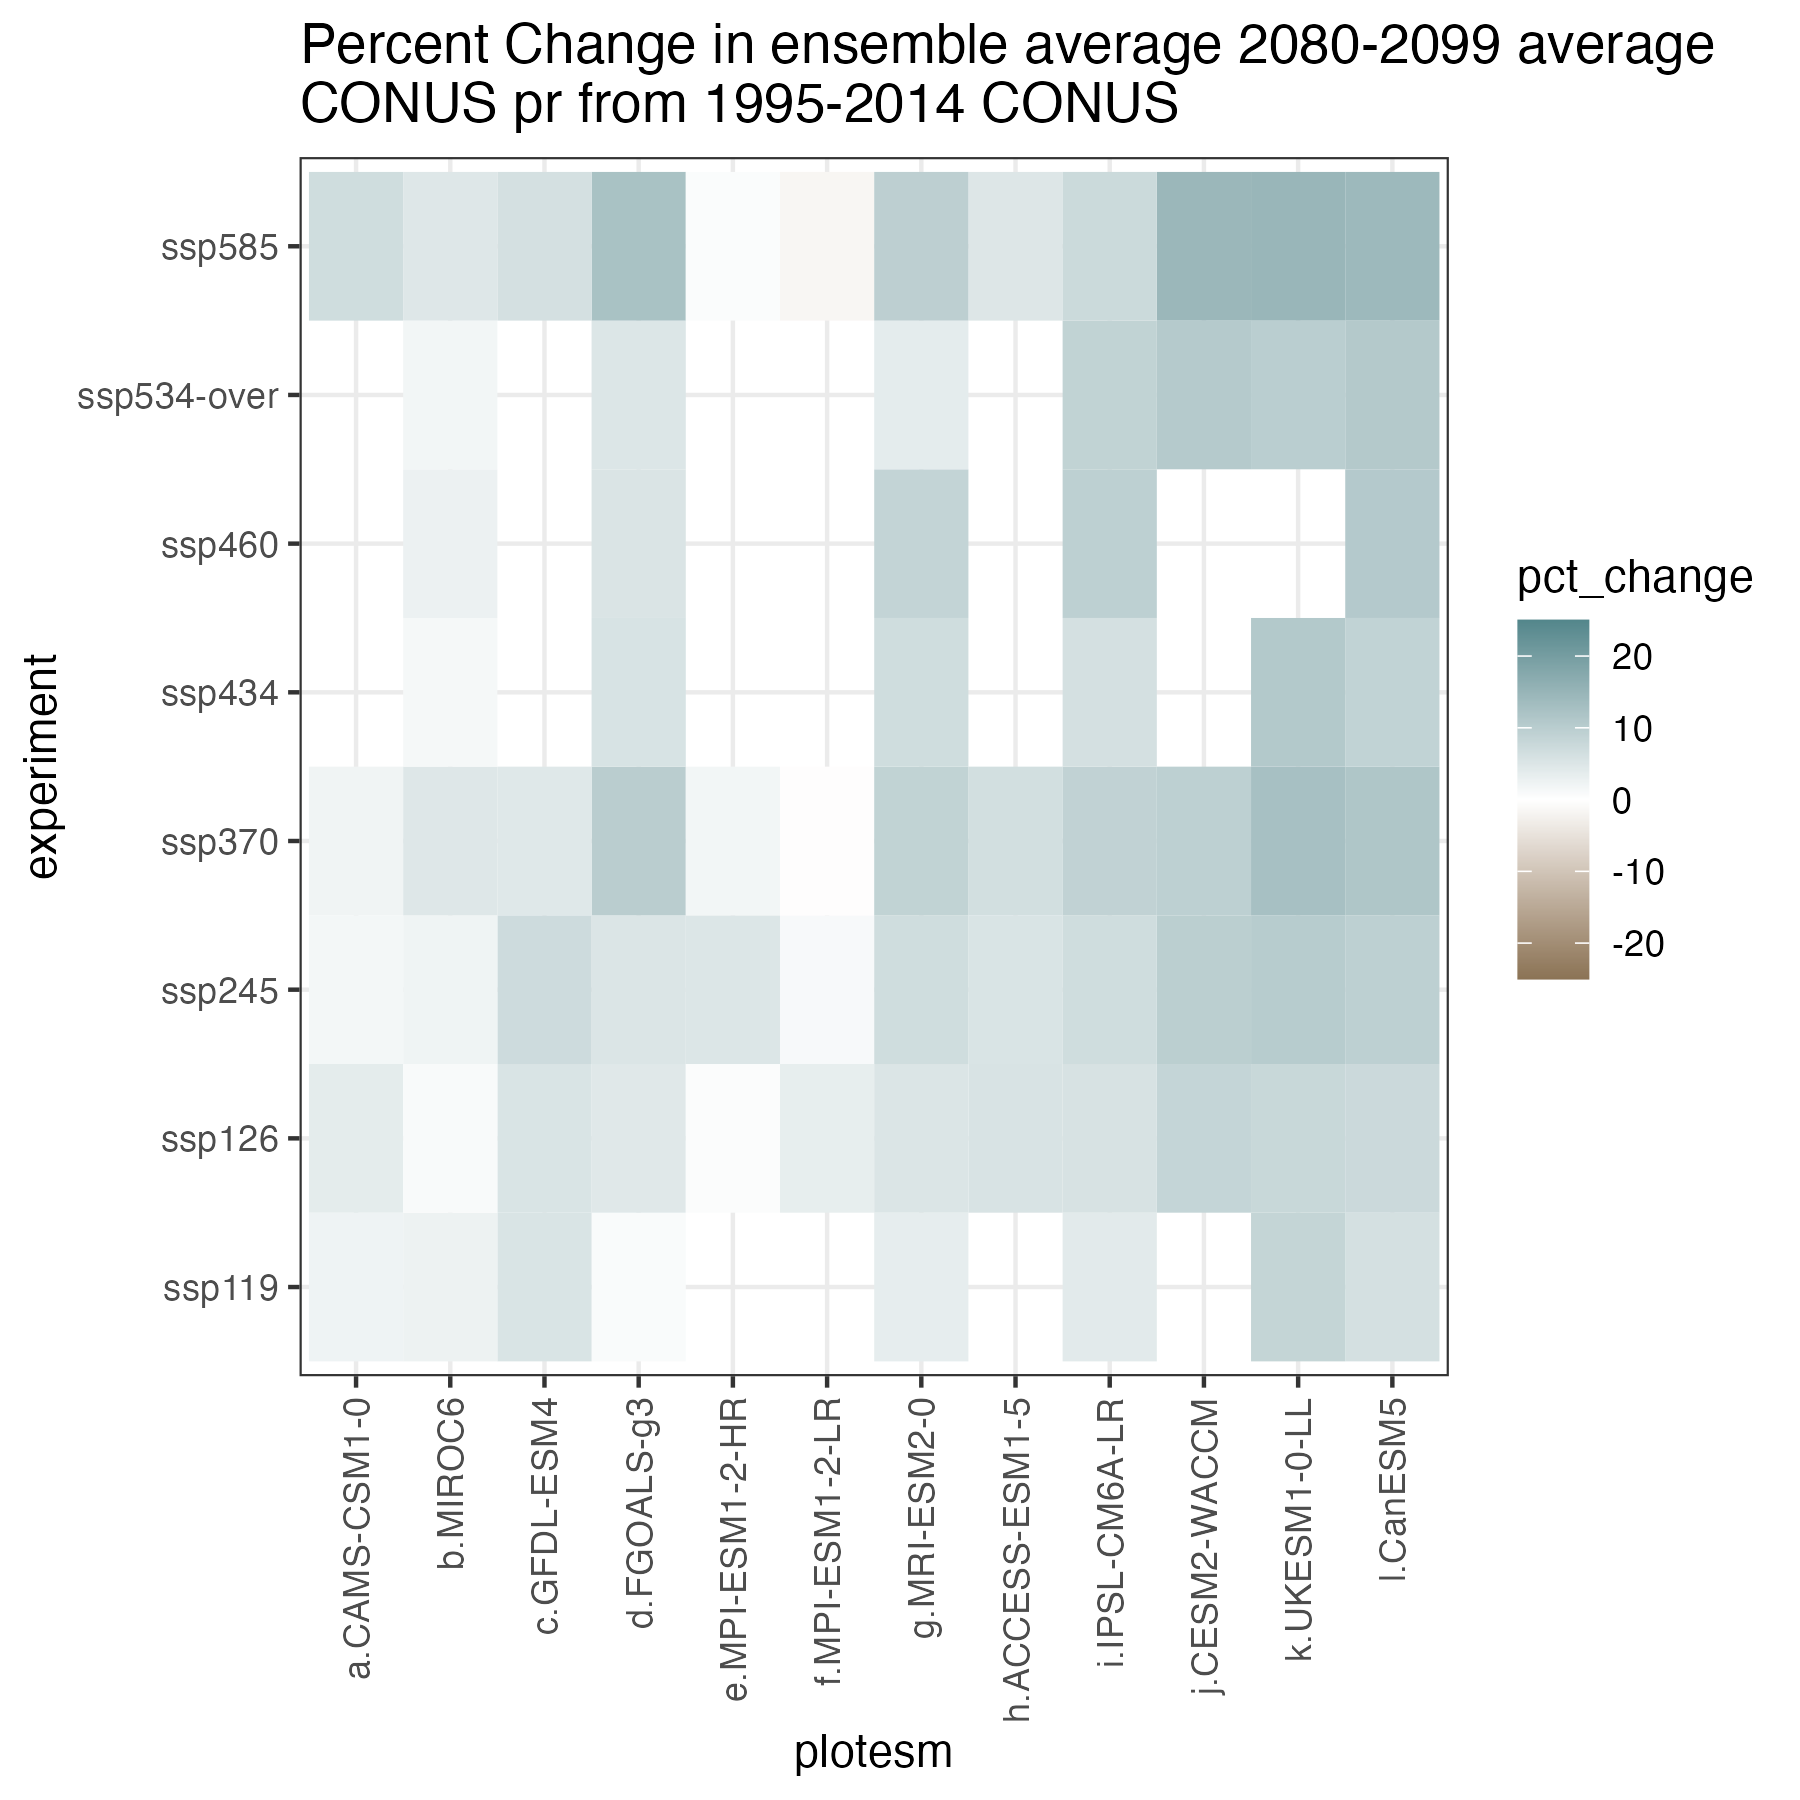 Percent Change in ensemble average 2080-2099 average
CONUS pr from 1995-2014 CONUS
experiment
ssp585
ssp534-over
ssp460
ssp434
ssp370
ssp245
ssp126
ssp119
a.CAMS-CSM1-0
b.MIROC6
c.GFDL-ESM4
d.FGOALS-g3
e.MPI-ESM1-2-HR
f.MPI-ESM1-2-LR
g.MRI-ESM2-0
h.ACCESS-ESM1-5
i.IPSL-CM6A-LR
j.CESM2-WACCM
k.UKESM1-0-LL
l.CanESM5
plotesm
pct_change
20
10
0
-10
-20